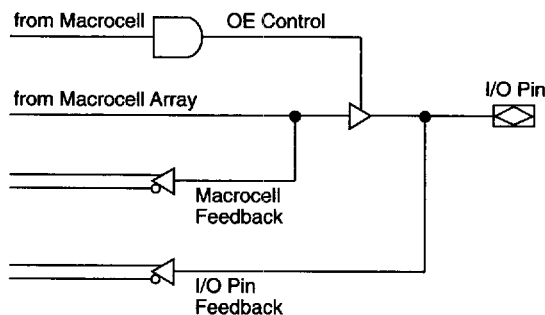 from Macrocell
OE Control
I/O Pin
from Macrocell Array
Macrocell
Feedback
I/O Pin
Feedback